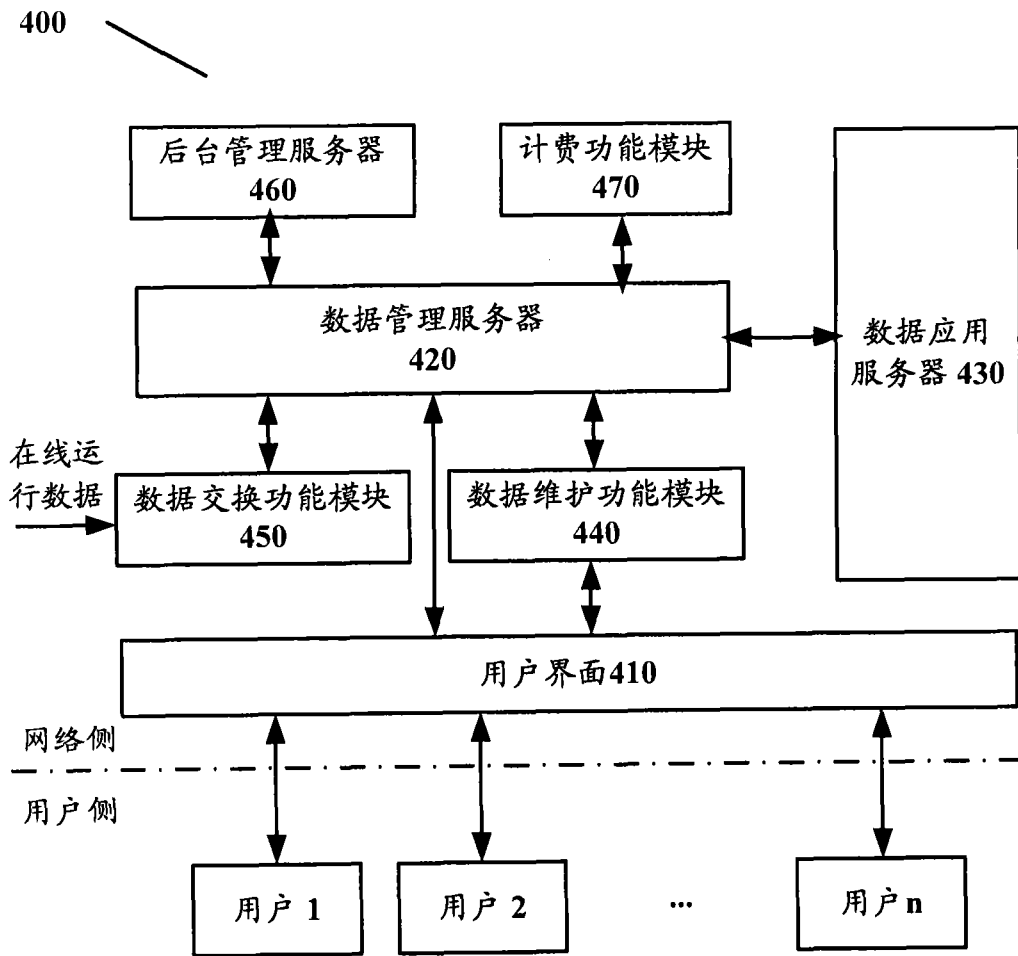 400
后台管理服务器
460
计费功能模块
470
数据管理服务器
420
数据应用
服务器 430
在线运
行数据
数据交换功能模块
450
数据维护功能模块
440
用户界面410
网络侧
用户侧
用户 1
用户 2
...
用户n